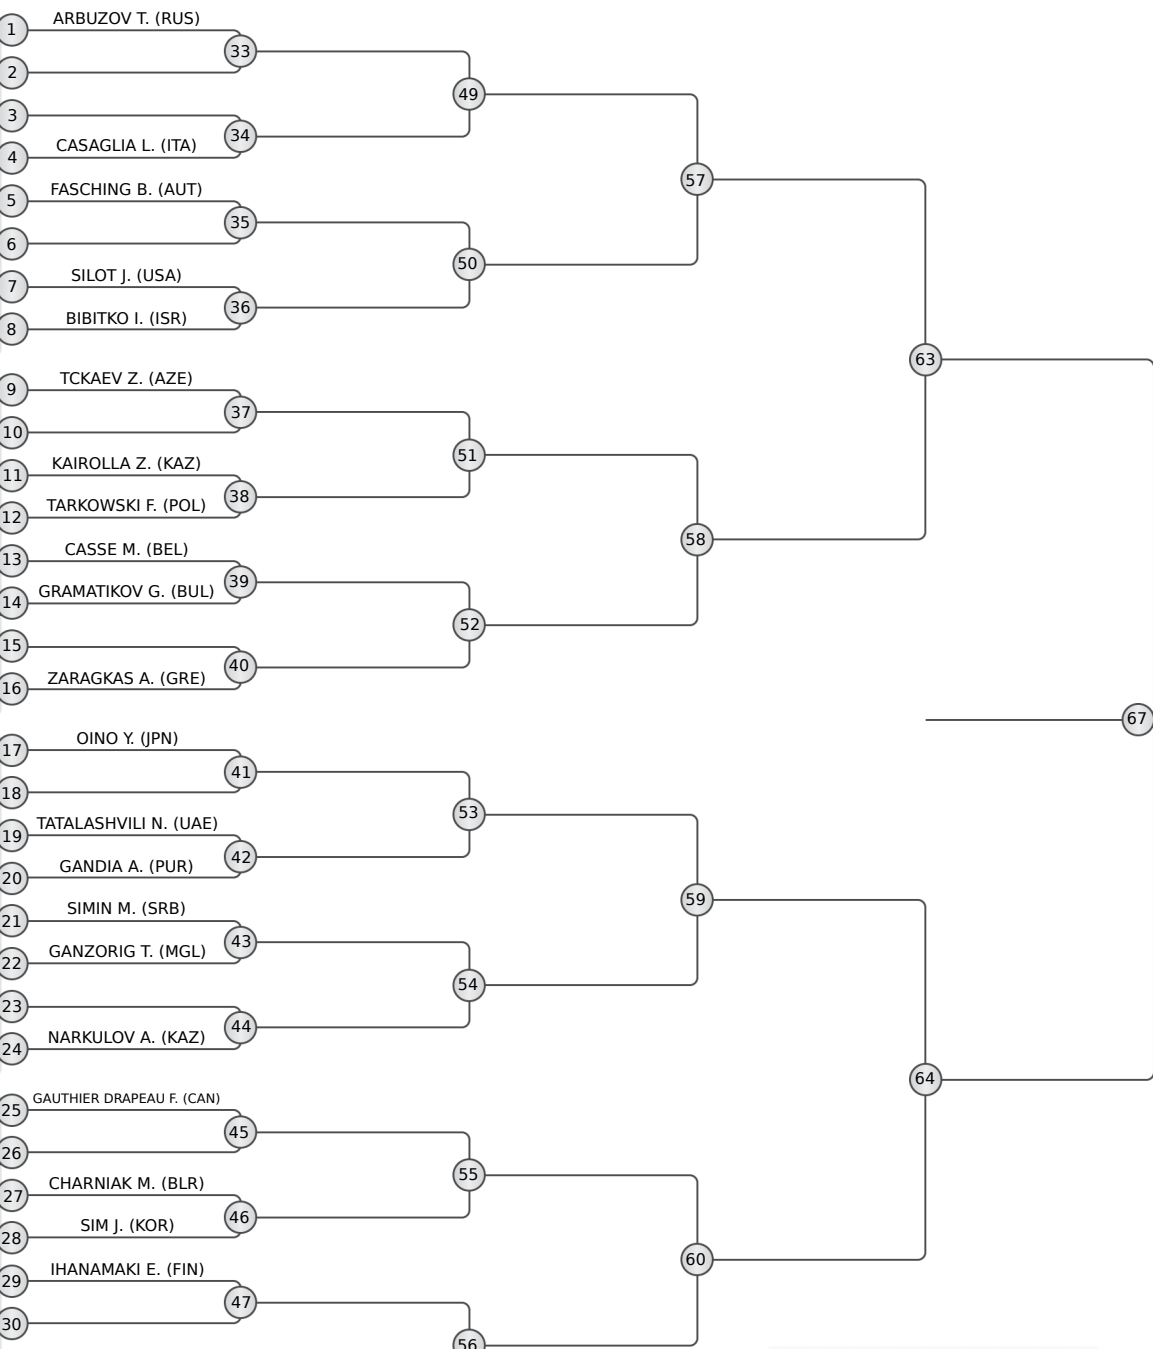 1 ARBUZOV T. (RUS)
33
2
49
3
34
4 CASAGLIA L. (ITA)
57
5 FASCHING B. (AUT)
35
6
50
7 SILOT J. (USA)
36
8 BIBITKO I. (ISR)
63
9 TCKAEV Z. (AZE)
37
10
51
11 KAIROLLA Z. (KAZ)
38
12 TARKOWSKI F. (POL)
58
13 CASSE M. (BEL)
39
14 GRAMATIKOV G. (BUL)
52
15
40
16 ZARAGKAS A. (GRE)
67
17 OINO Y. (JPN)
41
18
53
19 TATALASHVILI N. (UAE)
42
20 GANDIA A. (PUR)
59
21 SIMIN M. (SRB)
43
22 GANZORIG T. (MGL)
54
23
44
24 NARKULOV A. (KAZ)
64
25 GAUTHIER DRAPEAU F. (CAN)
45
26
55
27 CHARNIAK M. (BLR)
46
28 SIM J. (KOR)
60
29 IHANAMAKI E. (FIN)
47
30
56